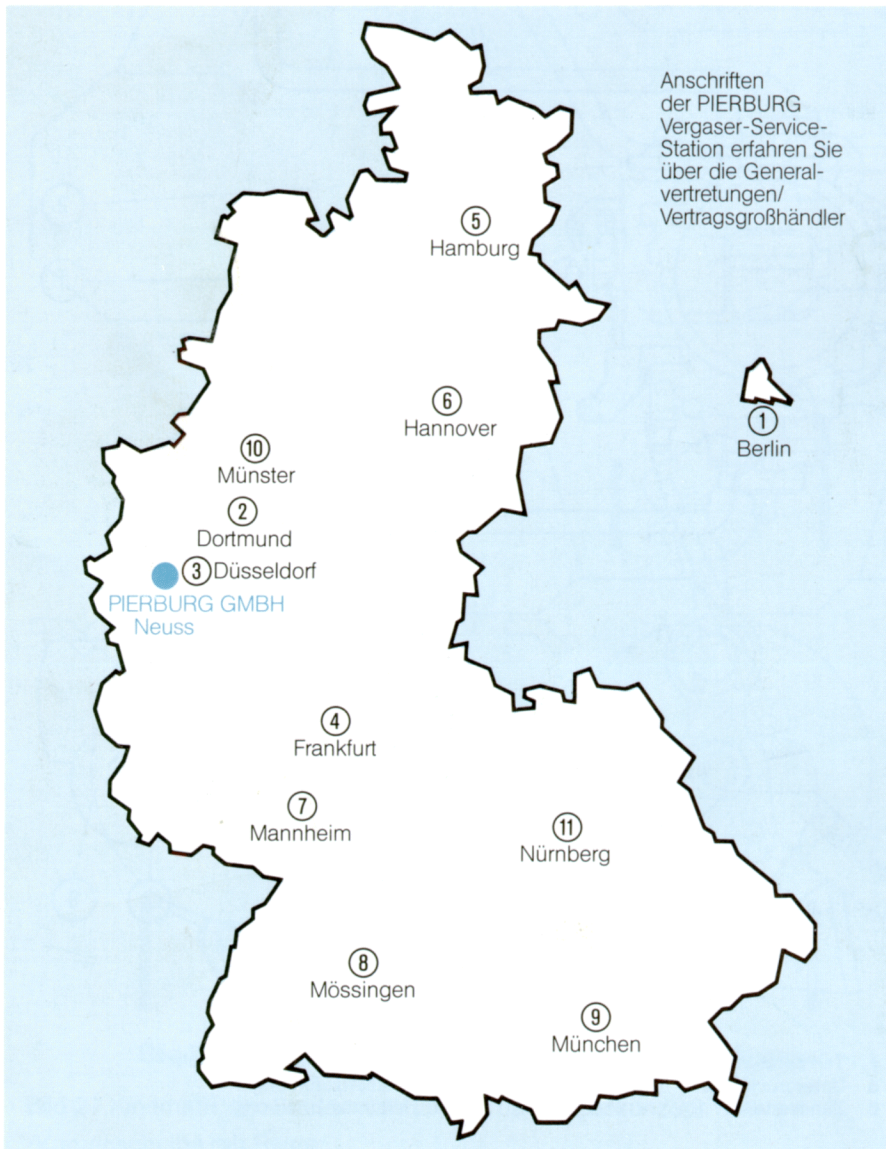 Anschriften
der PIERBURG
Vergaser-Service-
Station erfahren Sie
über die General-
vertretungen/
Vertragsgroßhändler
5
Hamburg
6
Hannover
1
Berlin
10
Münster
2
Dortmund
3 Düsseldorf
PIERBURG GMBH
Neuss
4
Frankfurt
7
Mannheim
11
Nürnberg
8
Mössingen
9
München